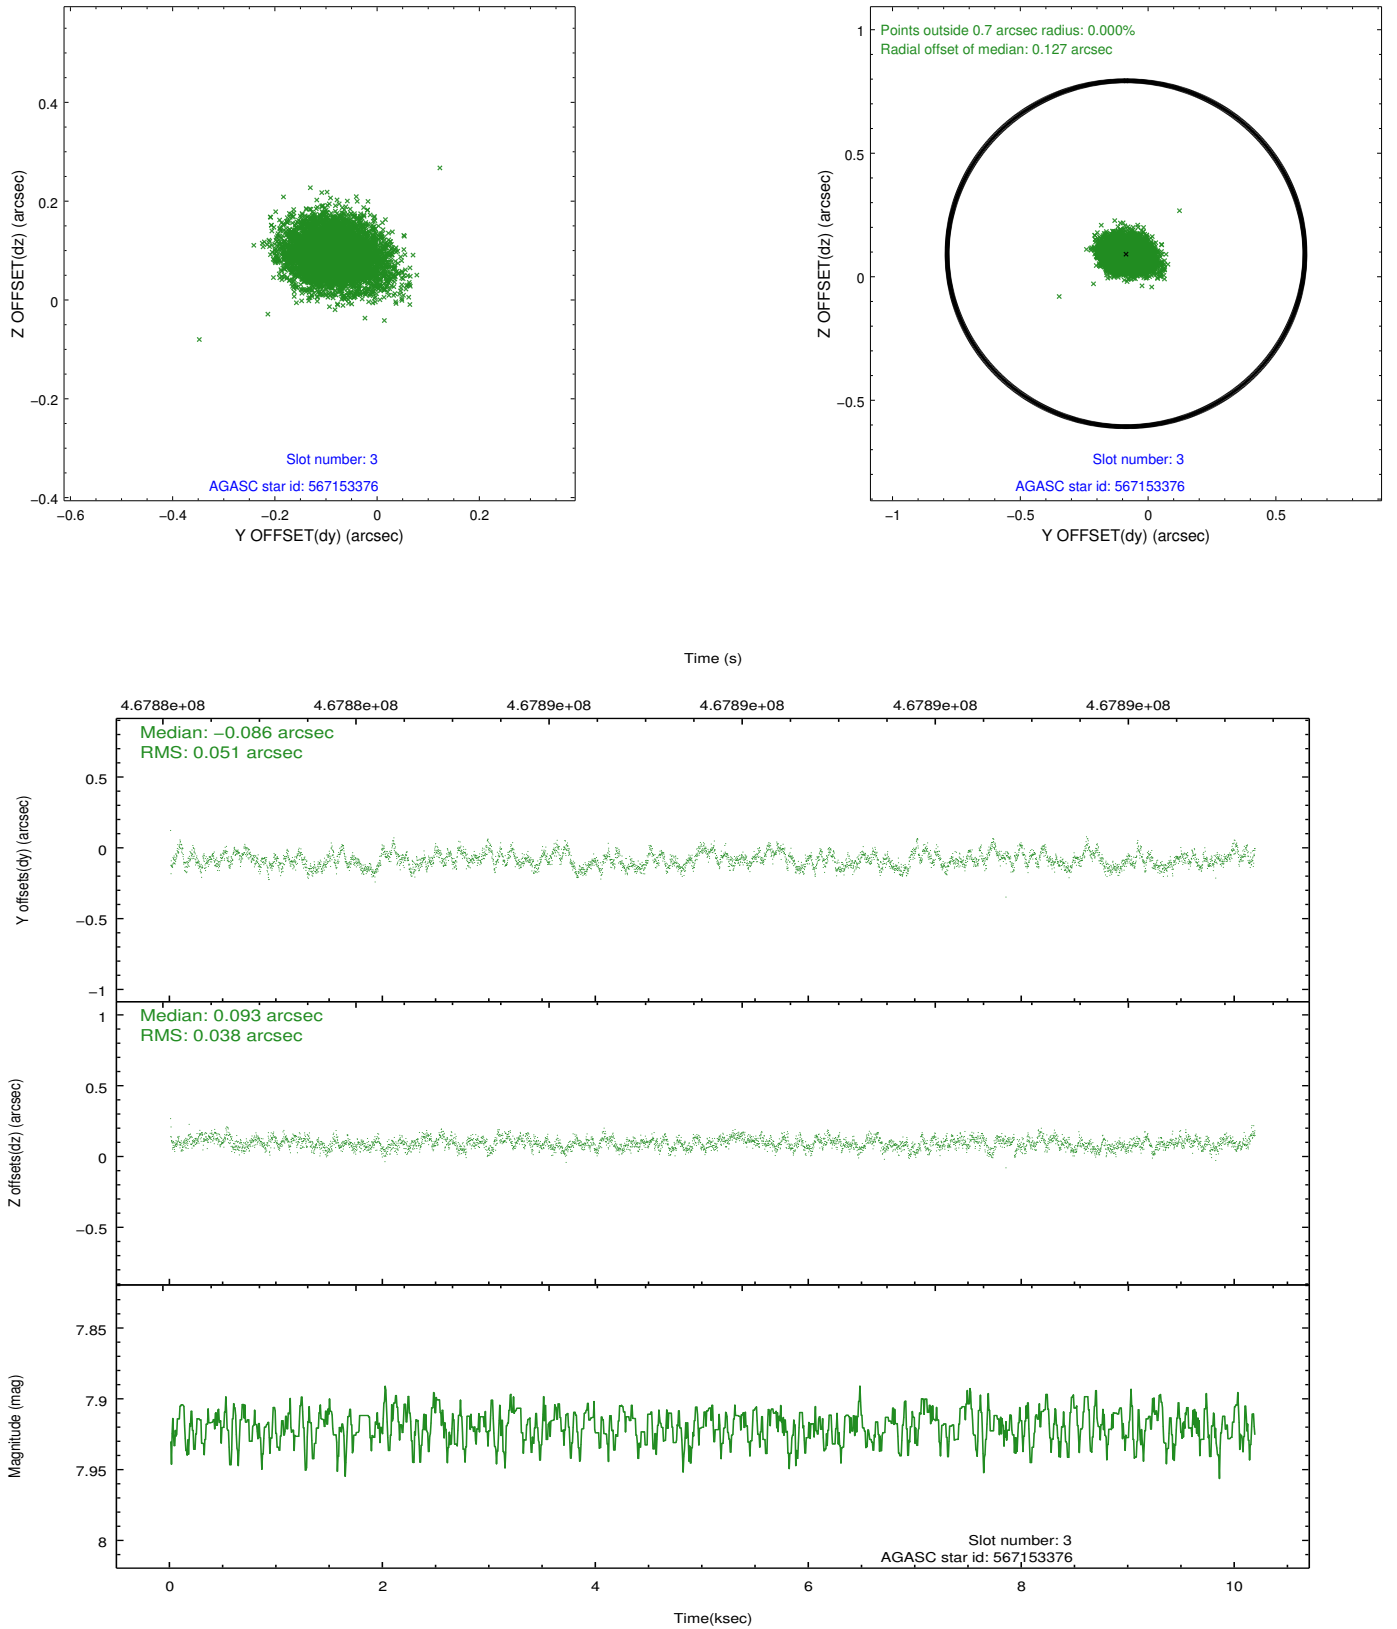 0.4
0.2
0
−0.2
−0.4
Z OFFSET(dz) (arcsec)
Slot number: 3
AGASC star id: 567153376
−0.6 −0.4 −0.2 0 0.2
Y OFFSET(dy) (arcsec)
Points outside 0.7 arcsec radius: 0.000%
Radial offset of median: 0.127 arcsec
1
0.5
0
−0.5
Z OFFSET(dz) (arcsec)
Slot number: 3
AGASC star id: 567153376
−1 −0.5 0 0.5
Y OFFSET(dy) (arcsec)
Time (s)
4.6788e+08 4.6788e+08 4.6789e+08 4.6789e+08 4.6789e+08 4.6789e+08
Median: −0.086 arcsec
RMS: 0.051 arcsec
0.5
0
−0.5
−1
Y offsets(dy) (arcsec)
Median: 0.093 arcsec
RMS: 0.038 arcsec
1
0.5
0
−0.5
Z offsets(dz) (arcsec)
7.85
7.9
7.95
8
Magnitude (mag)
Slot number: 3
AGASC star id: 567153376
0 2 4 6 8 10
Time(ksec)